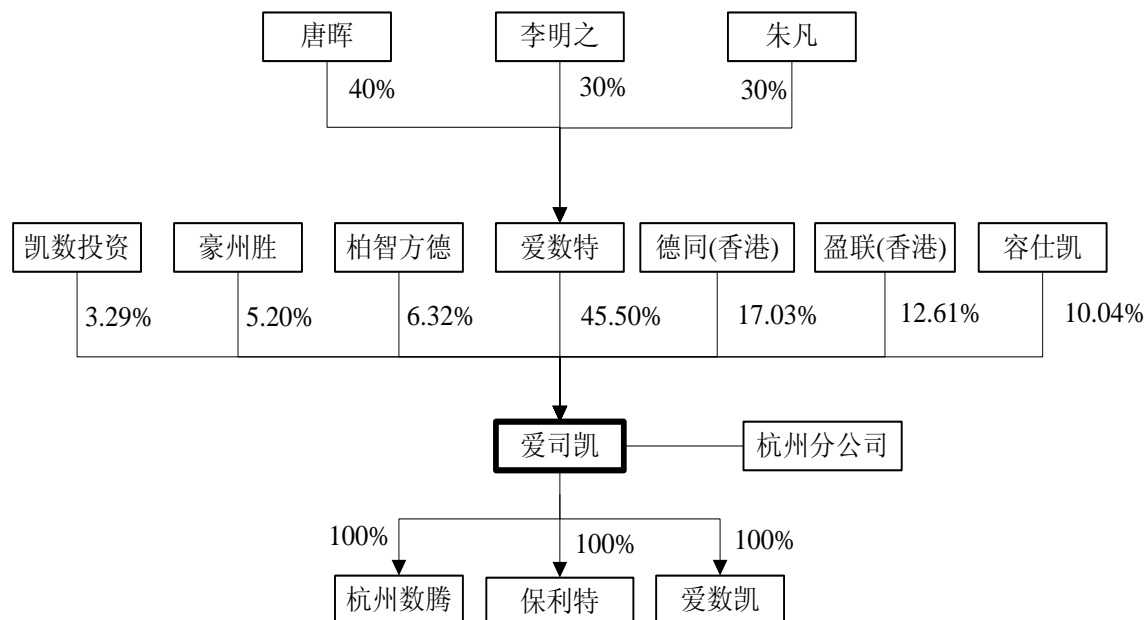 唐晖
李明之
朱凡
40%
30%
30%
凯数投资
豪州胜
柏智方德
爱数特
德同(香港)
盈联(香港)
容仕凯
3.29%
5.20%
6.32%
45.50%
17.03%
12.61%
10.04%
爱司凯
杭州分公司
100%
100%
100%
杭州数腾
保利特
爱数凯